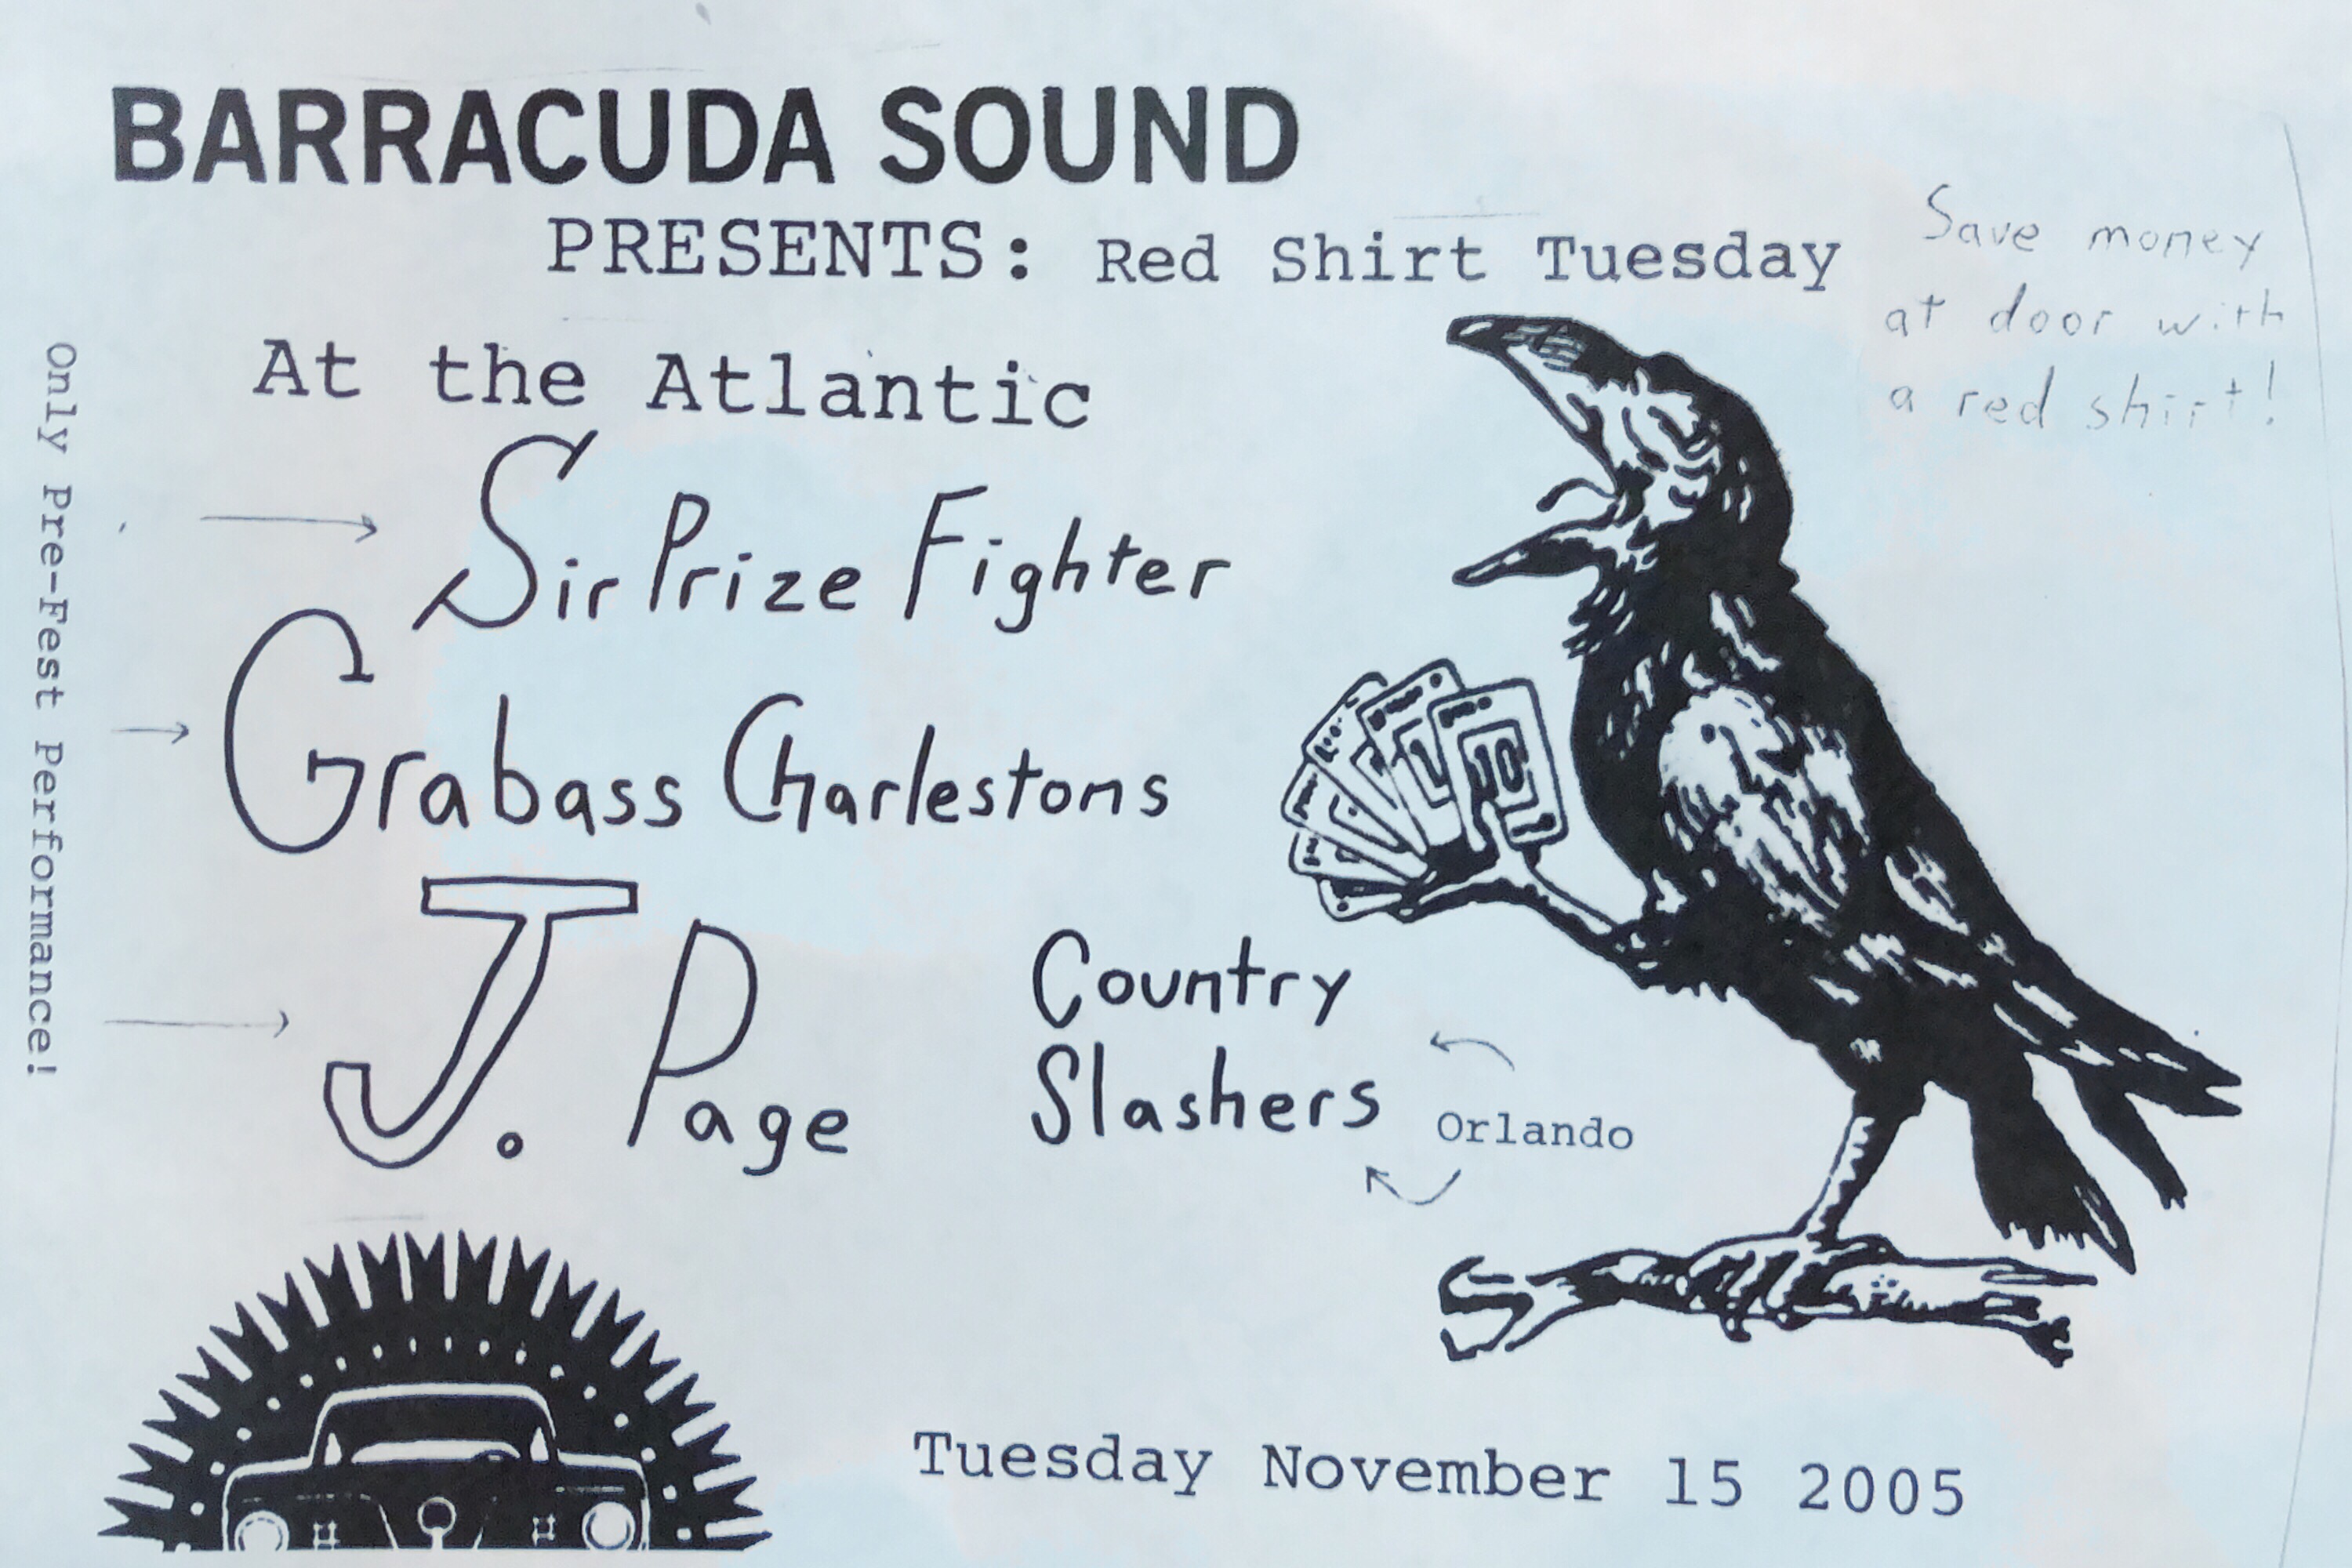 BARRACUDA SOUND
PRESENTS: Red Shirt Tuesday
Save money
at door with
a red shirt!
At the Atlantic
Only Pre-Fest Performance!
Sir Prize Fighter
Grabass Charlestons
J. Page
Country
Slashers
Orlando
Tuesday November 15 2005